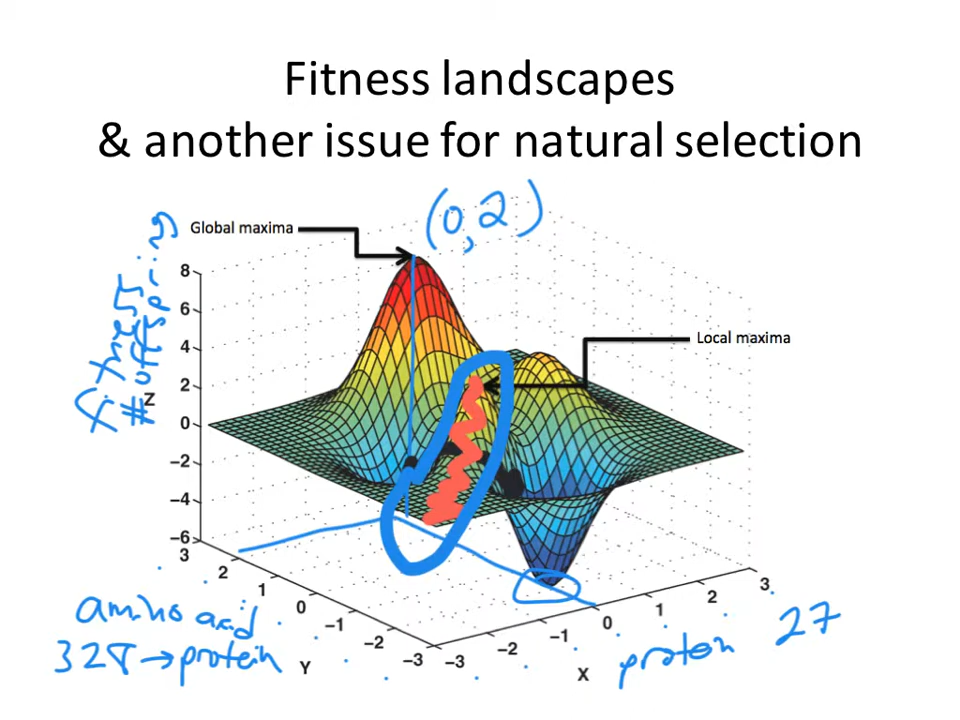 Fitness landscapes
& another issue for natural selection
(0,2)
Global maxima
Local maxima
fitness
# offspring
Z
8
6
4
2
0
−2
−4
−6
3
2
1
0
−1
−2
−3
Y
−3
−2
−1
0
1
2
3
X
amino acid
328→protein
protein 27